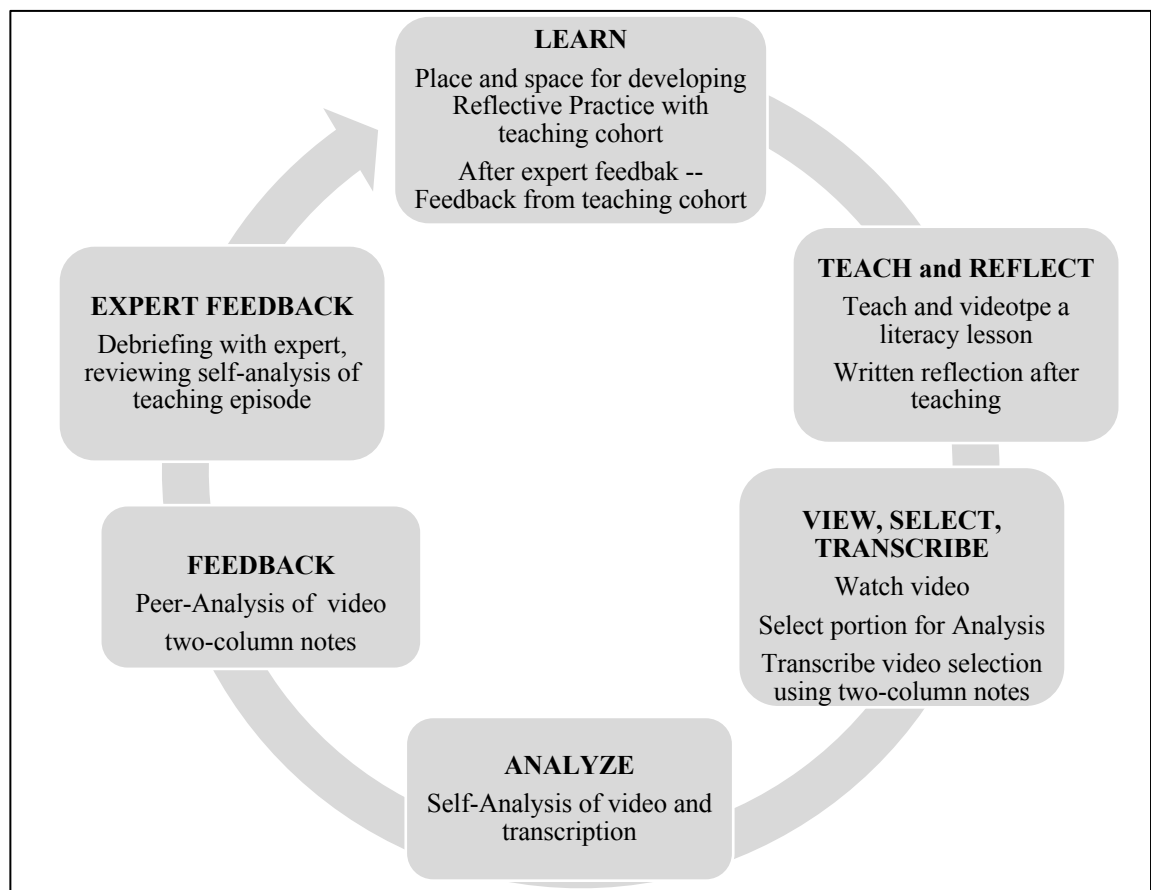 LEARN
Place and space for developing
Reflective Practice with
teaching cohort
After expert feedbak --
Feedback from teaching cohort
TEACH and REFLECT
Teach and videotpe a
literacy lesson
Written reflection after
teaching
VIEW, SELECT,
TRANSCRIBE
Watch video
Select portion for Analysis
Transcribe video selection
using two-column notes
ANALYZE
Self-Analysis of video and
transcription
FEEDBACK
Peer-Analysis of video
two-column notes
EXPERT FEEDBACK
Debriefing with expert,
reviewing self-analysis of
teaching episode